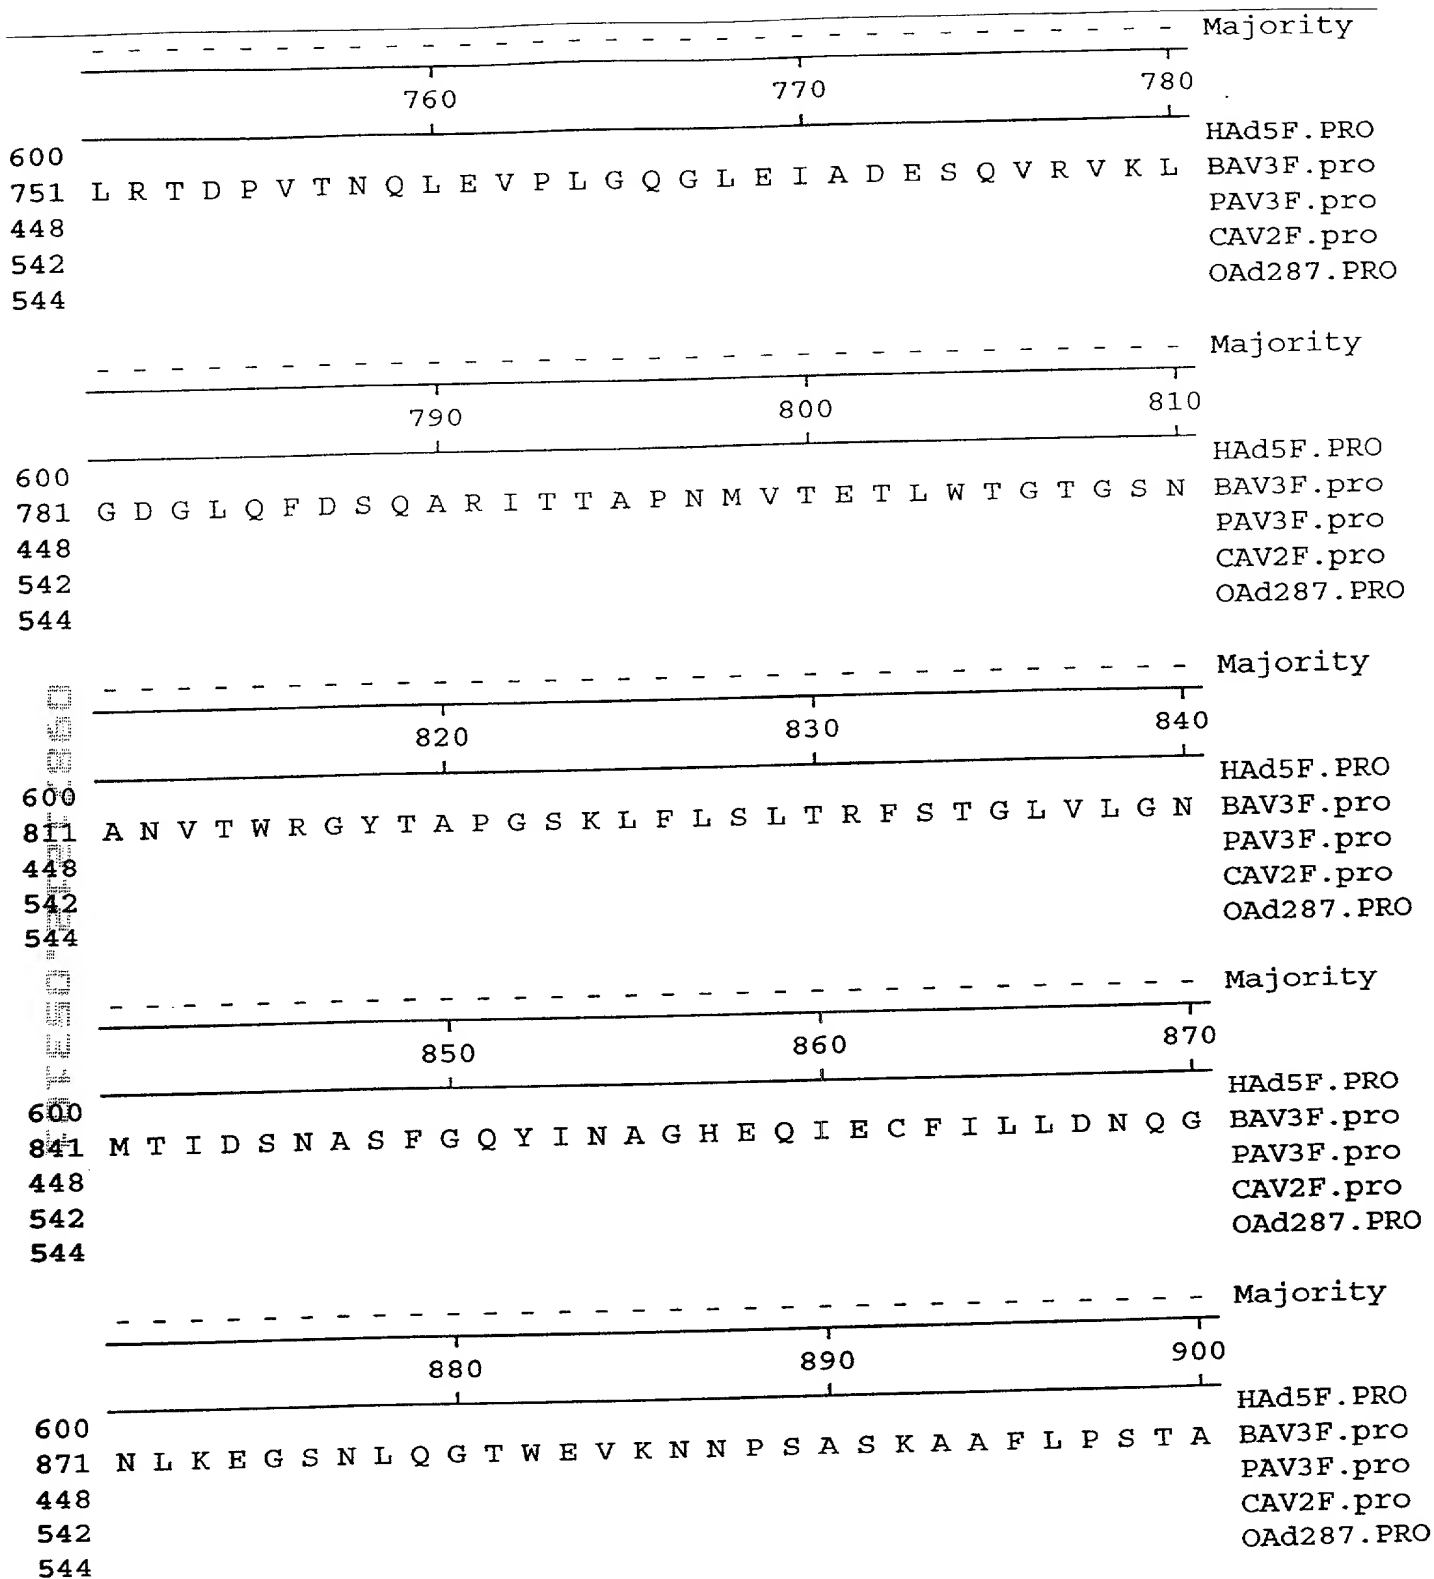 - - - - - - - - - - - - - - - - - - - - - - - - - - - - - - Majority
760 770 780
600 HAd5F.PRO
751 L R T D P V T N Q L E V P L G Q G L E I A D E S Q V R V K L BAV3F.pro
448 PAV3F.pro
542 CAV2F.pro
544 OAd287.PRO
- - - - - - - - - - - - - - - - - - - - - - - - - - - - - - Majority
790 800 810
600 HAd5F.PRO
781 G D G L Q F D S Q A R I T T A P N M V T E T L W T G T G S N BAV3F.pro
448 PAV3F.pro
542 CAV2F.pro
544 OAd287.PRO
- - - - - - - - - - - - - - - - - - - - - - - - - - - - - - Majority
820 830 840
600 HAd5F.PRO
811 A N V T W R G Y T A P G S K L F L S L T R F S T G L V L G N BAV3F.pro
448 PAV3F.pro
542 CAV2F.pro
544 OAd287.PRO
- - - - - - - - - - - - - - - - - - - - - - - - - - - - - - Majority
850 860 870
600 HAd5F.PRO
841 M T I D S N A S F G Q Y I N A G H E Q I E C F I L L D N Q G BAV3F.pro
448 PAV3F.pro
542 CAV2F.pro
544 OAd287.PRO
- - - - - - - - - - - - - - - - - - - - - - - - - - - - - - Majority
880 890 900
600 HAd5F.PRO
871 N L K E G S N L Q G T W E V K N N P S A S K A A F L P S T A BAV3F.pro
448 PAV3F.pro
542 CAV2F.pro
544 OAd287.PRO